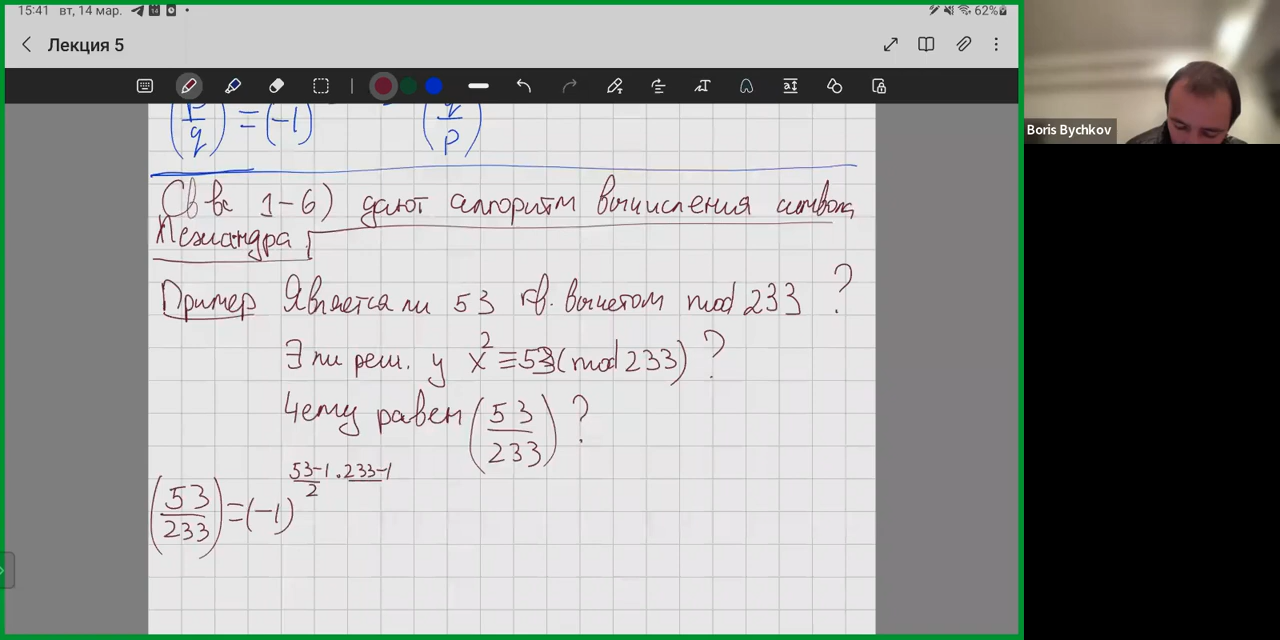 15:41 вт, 14 мар. 62%
Лекция 5
Boris Bychkov
(p/q) = (-1) (q/p)
Св-ва 1-6) дают алгоритм вычисления символа
Лежандра.
Пример Является ли 53 кв. вычетом mod 233 ?
∃ ли реш. у x² ≡ 53 (mod 233) ?
Чему равен (53/233) ?
(53/233) = (-1)^((53-1)/2 · 233-1)